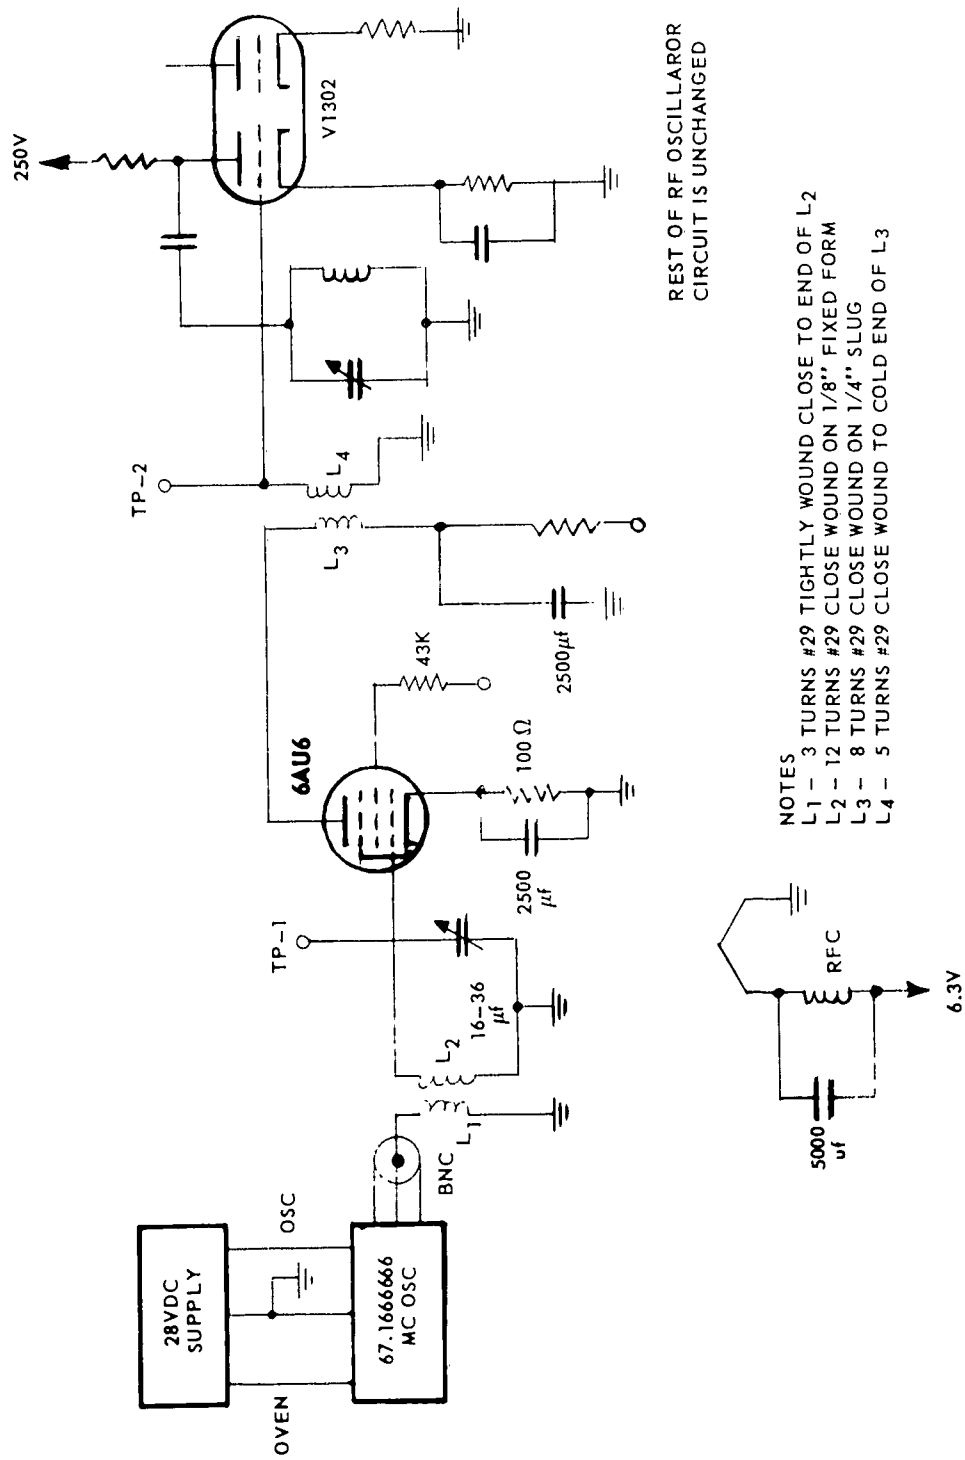 28VDC
SUPPLY
OVEN
OSC
67.1666666
MC OSC
BNC
L1
L2
16-36
μf
TP-1
6AU6
2500
μf
100 Ω
43K
2500μf
L3
L4
TP-2
250V
V1302
REST OF RF OSCILLAROR
CIRCUIT IS UNCHANGED
5000
uf
RFC
6.3V
NOTES
L1 - 3 TURNS #29 TIGHTLY WOUND CLOSE TO END OF L2
L2 - 12 TURNS #29 CLOSE WOUND ON 1/8" FIXED FORM
L3 - 8 TURNS #29 CLOSE WOUND ON 1/4" SLUG
L4 - 5 TURNS #29 CLOSE WOUND TO COLD END OF L3